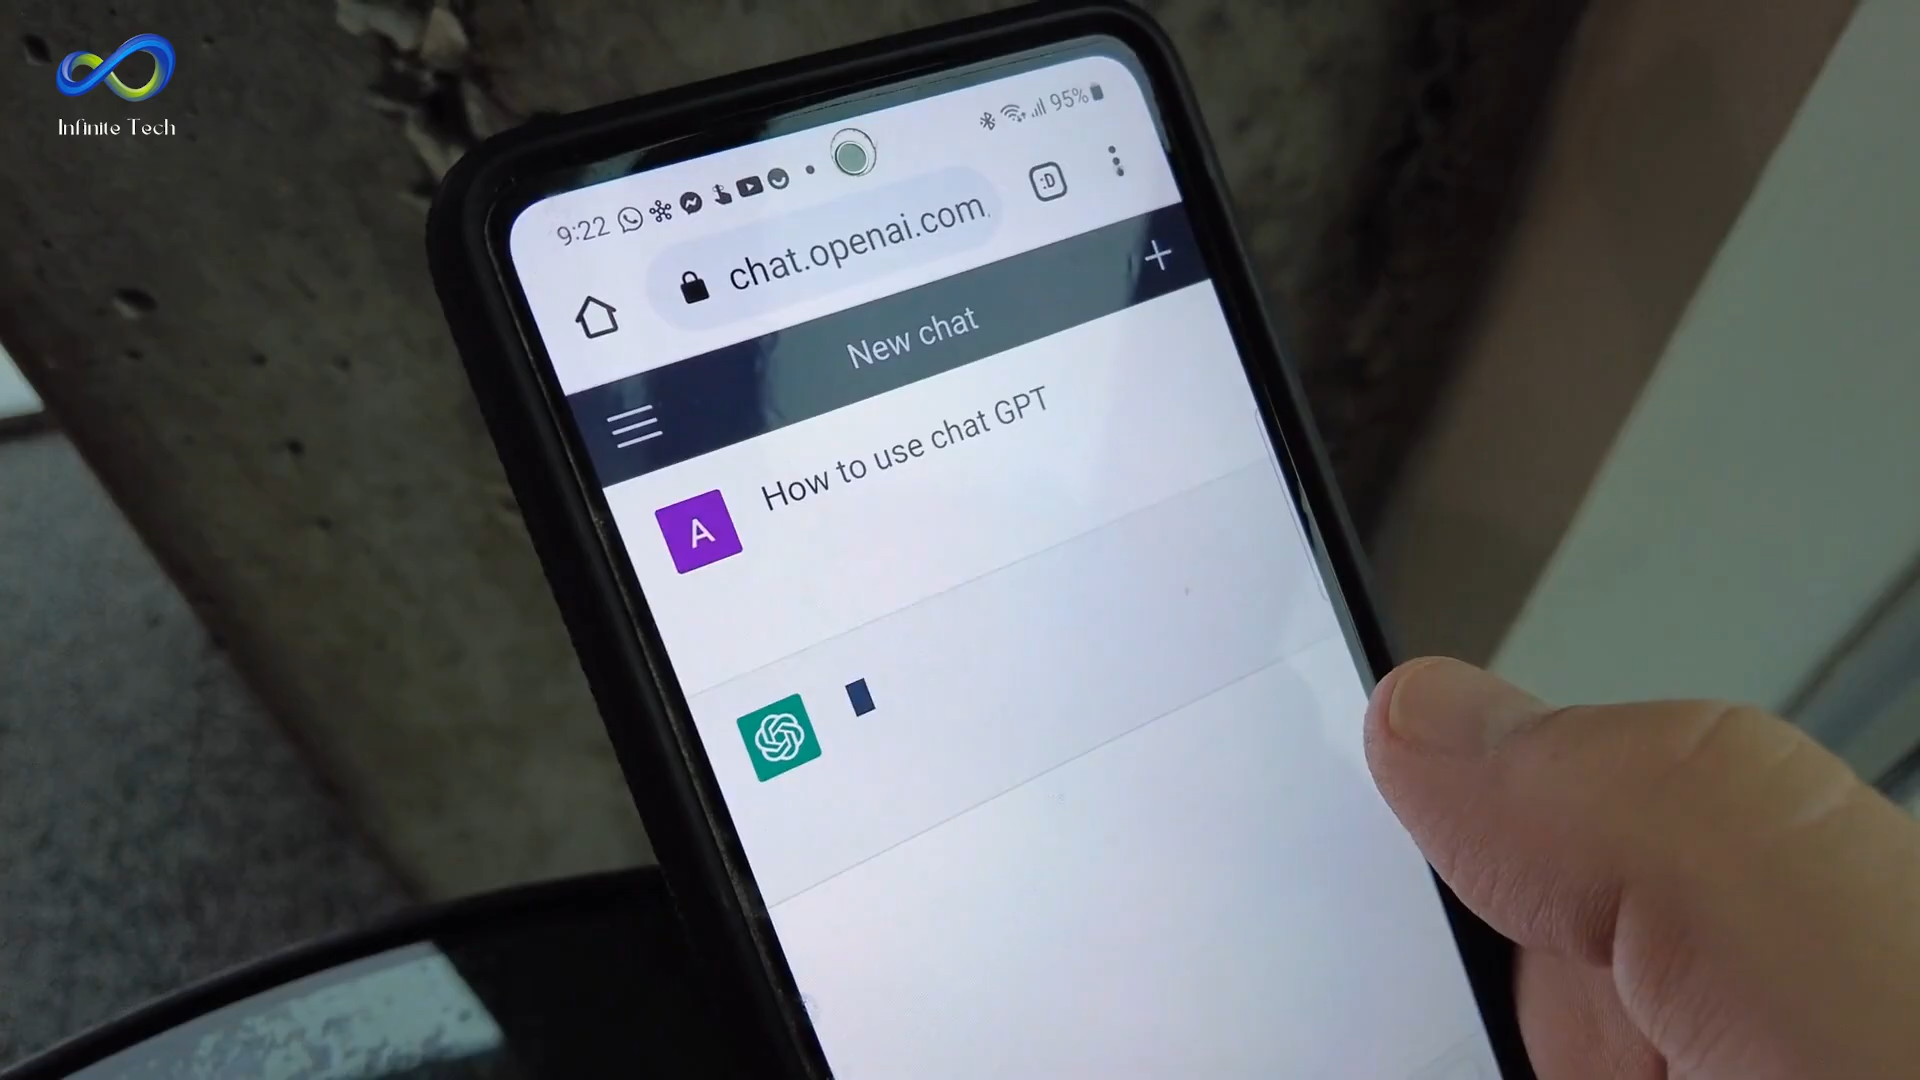 Infinite Tech
9:22
95%
chat.openai.com
:D
New chat
How to use chat GPT
A